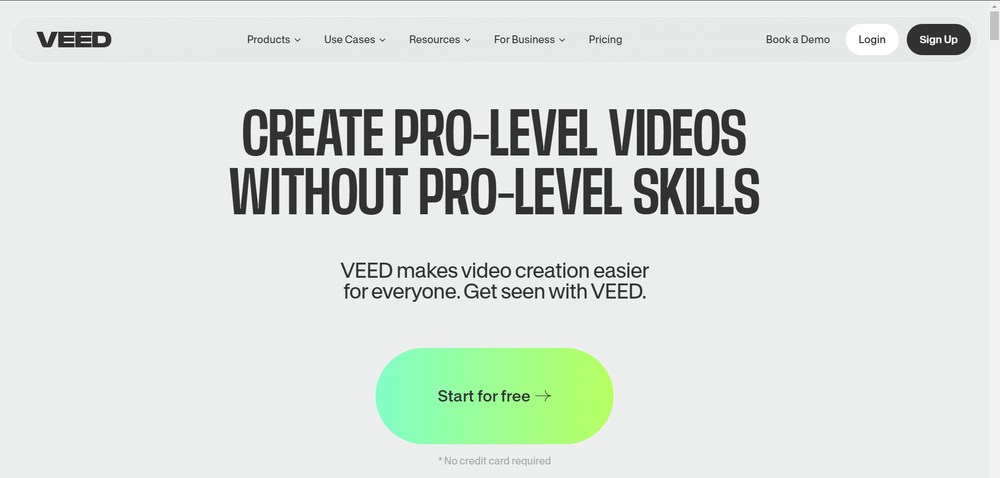 VEED
Products
Use Cases
Resources
For Business
Pricing
Book a Demo
Login
Sign Up
CREATE PRO-LEVEL VIDEOS
WITHOUT PRO-LEVEL SKILLS
VEED makes video creation easier
for everyone. Get seen with VEED.
Start for free
* No credit card required